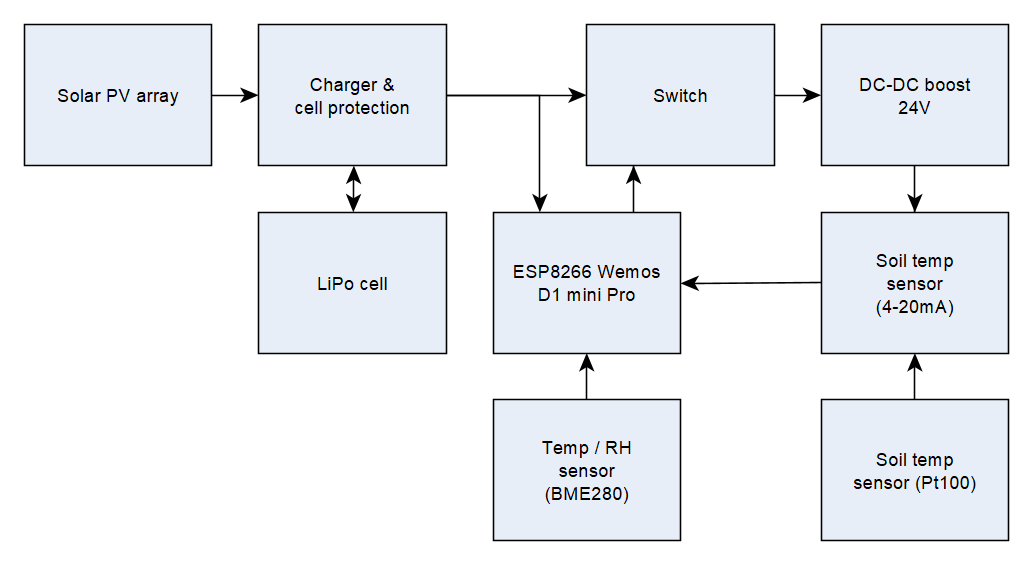 Solar PV array
Charger &
cell protection
Switch
DC-DC boost
24V
LiPo cell
ESP8266 Wemos
D1 mini Pro
Soil temp
sensor
(4-20mA)
Temp / RH
sensor
(BME280)
Soil temp
sensor (Pt100)